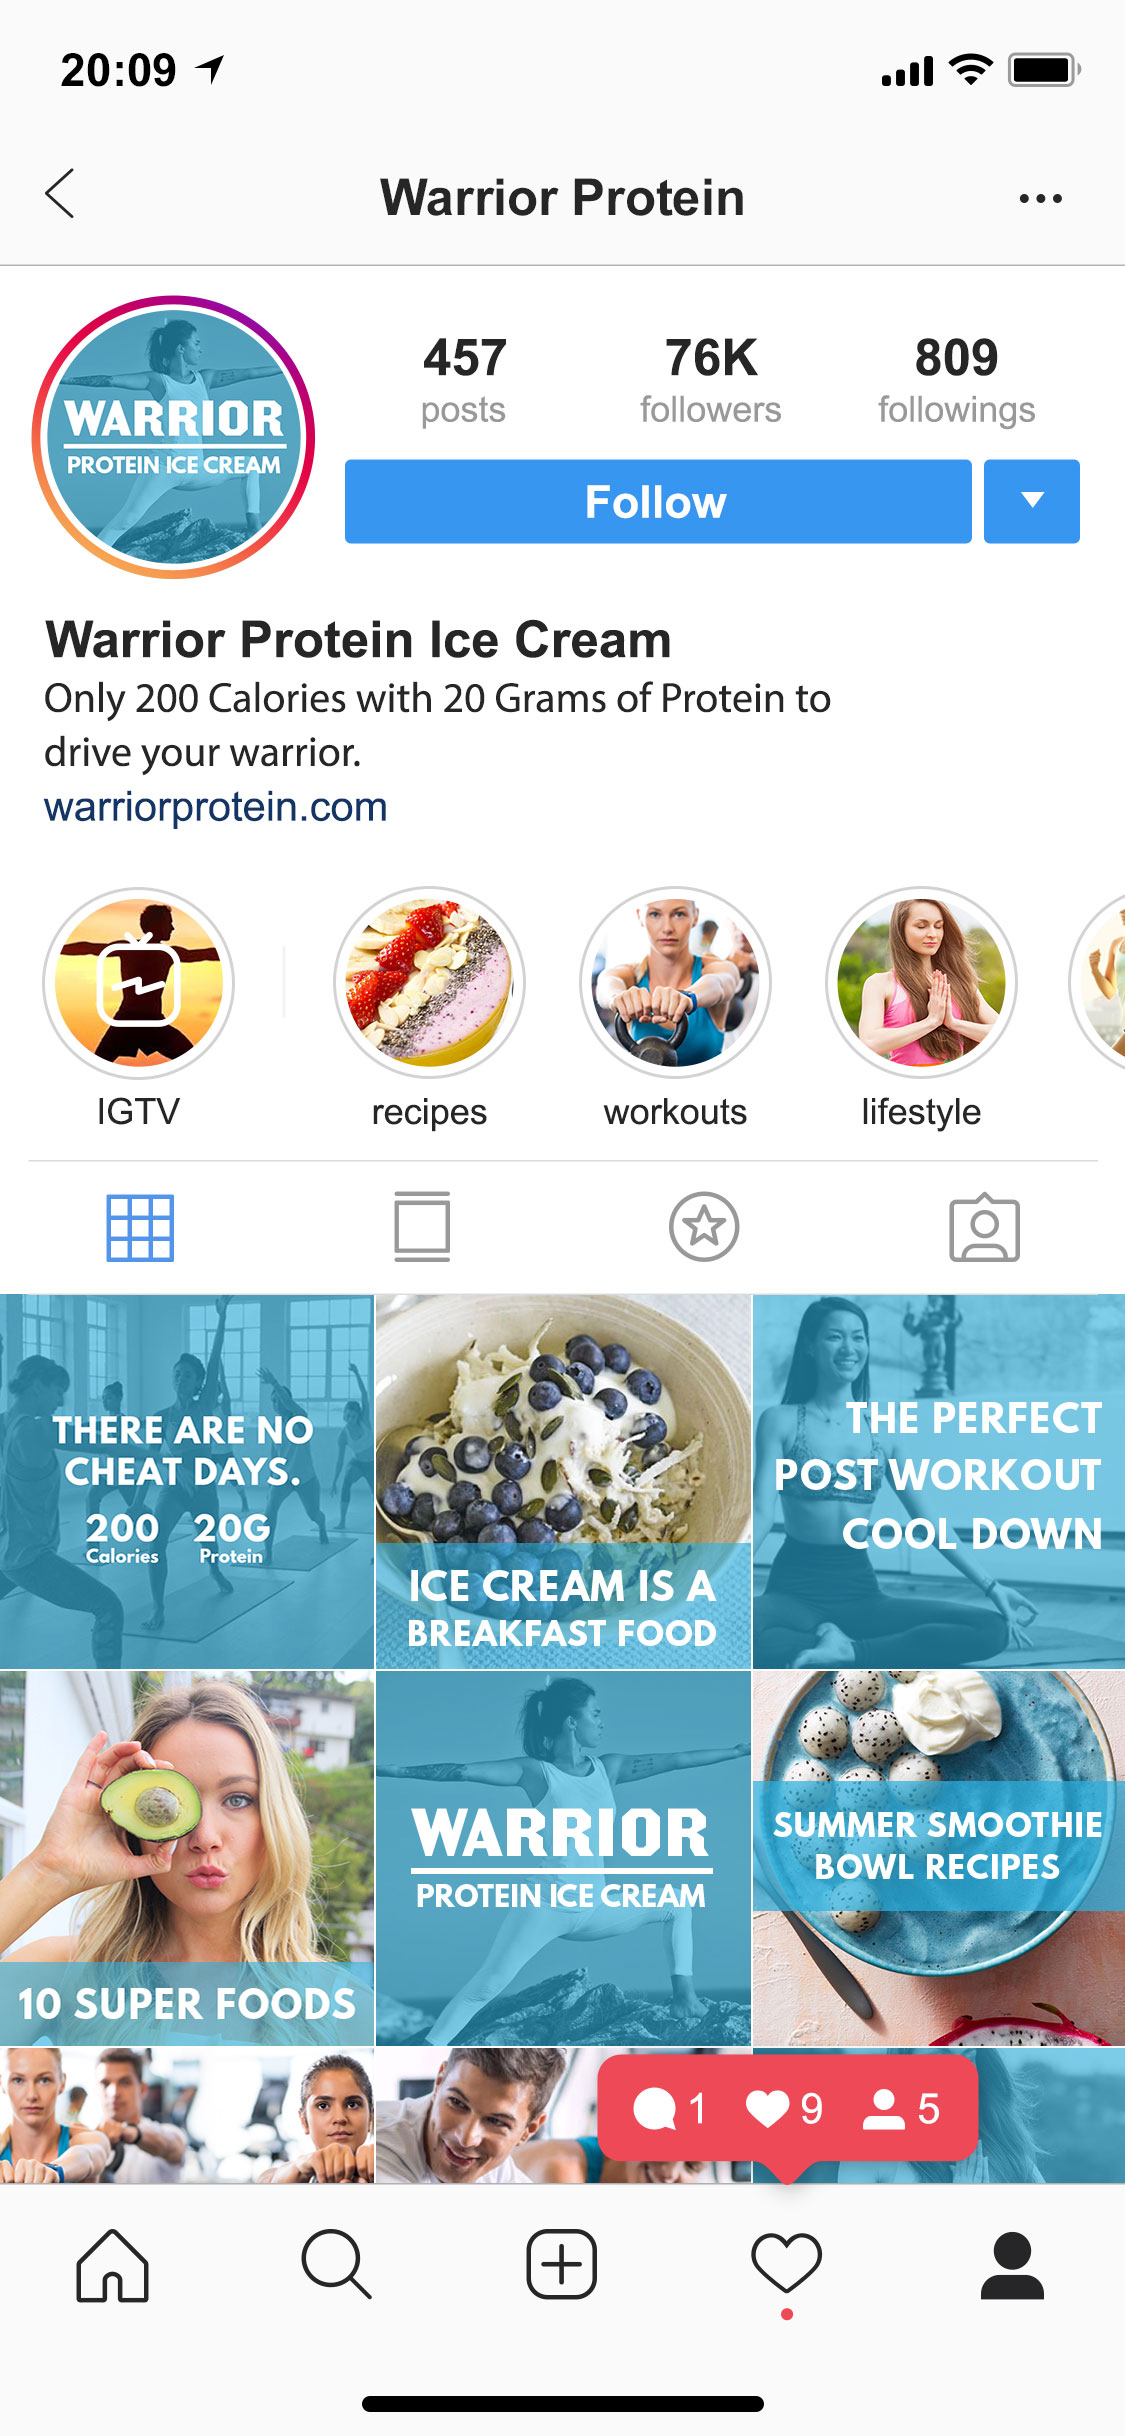 20:09
Warrior Protein
WARRIOR
PROTEIN ICE CREAM
457
76K
809
posts
followers
followings
Follow
Warrior Protein Ice Cream
Only 200 Calories with 20 Grams of Protein to
drive your warrior.
warriorprotein.com
IGTV
recipes
workouts
lifestyle
THERE ARE NO
CHEAT DAYS.
200 20G
Calories Protein
ICE CREAM IS A
BREAKFAST FOOD
THE PERFECT
POST WORKOUT
COOL DOWN
10 SUPER FOODS
WARRIOR
PROTEIN ICE CREAM
SUMMER SMOOTHIE
BOWL RECIPES
1 9 5